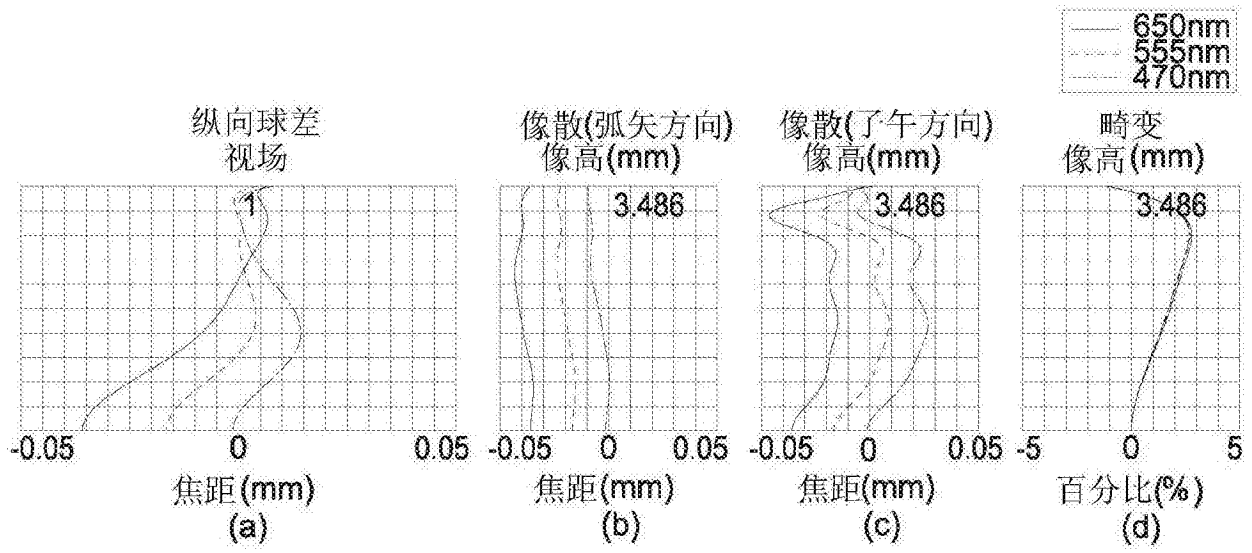 650nm
555nm
470nm
纵向球差
视场
1
-0.05
0
0.05
焦距(mm)
(a)
像散(弧矢方向)
像高(mm)
3.486
-0.05
0
0.05
焦距(mm)
(b)
像散(了午方向)
像高(mm)
3.486
-0.05
0
0.05
焦距(mm)
(c)
畸变
像高(mm)
3.486
-5
0
5
百分比(%)
(d)